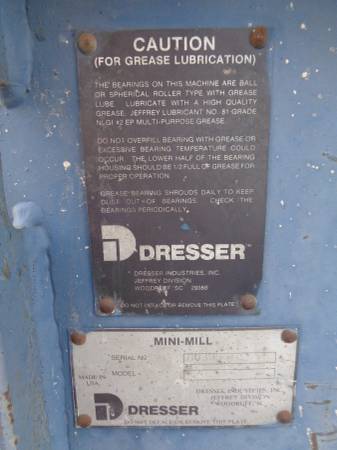 CAUTION
(FOR GREASE LUBRICATION)
THE BEARINGS ON THIS MACHINE ARE BALL
OR SPHERICAL ROLLER TYPE WITH GREASE
LUBE. LUBRICATE WITH A HIGH QUALITY
GREASE, JEFFREY LUBRICANT NO. 81 GRADE
NLGI #2 EP MULTI-PURPOSE GREASE.
DO NOT OVERFILL BEARING WITH GREASE OR
EXCESSIVE BEARING TEMPERATURE COULD
OCCUR. THE LOWER HALF OF THE BEARING
HOUSING SHOULD BE 1/2 FULL OF GREASE FOR
PROPER OPERATION.
GREASE BEARING SHROUDS DAILY TO KEEP
DUST OUT OF BEARINGS. CHECK THE
BEARINGS PERIODICALLY.
DRESSER
DRESSER INDUSTRIES, INC.
JEFFREY DIVISION
WOODRUFF, SC 29388
DO NOT DEFACE OR REMOVE THIS PLATE
MINI-MILL
SERIAL NO
MODEL
MADE IN
USA
DRESSER INDUSTRIES, INC.
JEFFREY DIVISION
WOODRUFF, SC
DRESSER
DO NOT DEFACE OR REMOVE THIS PLATE